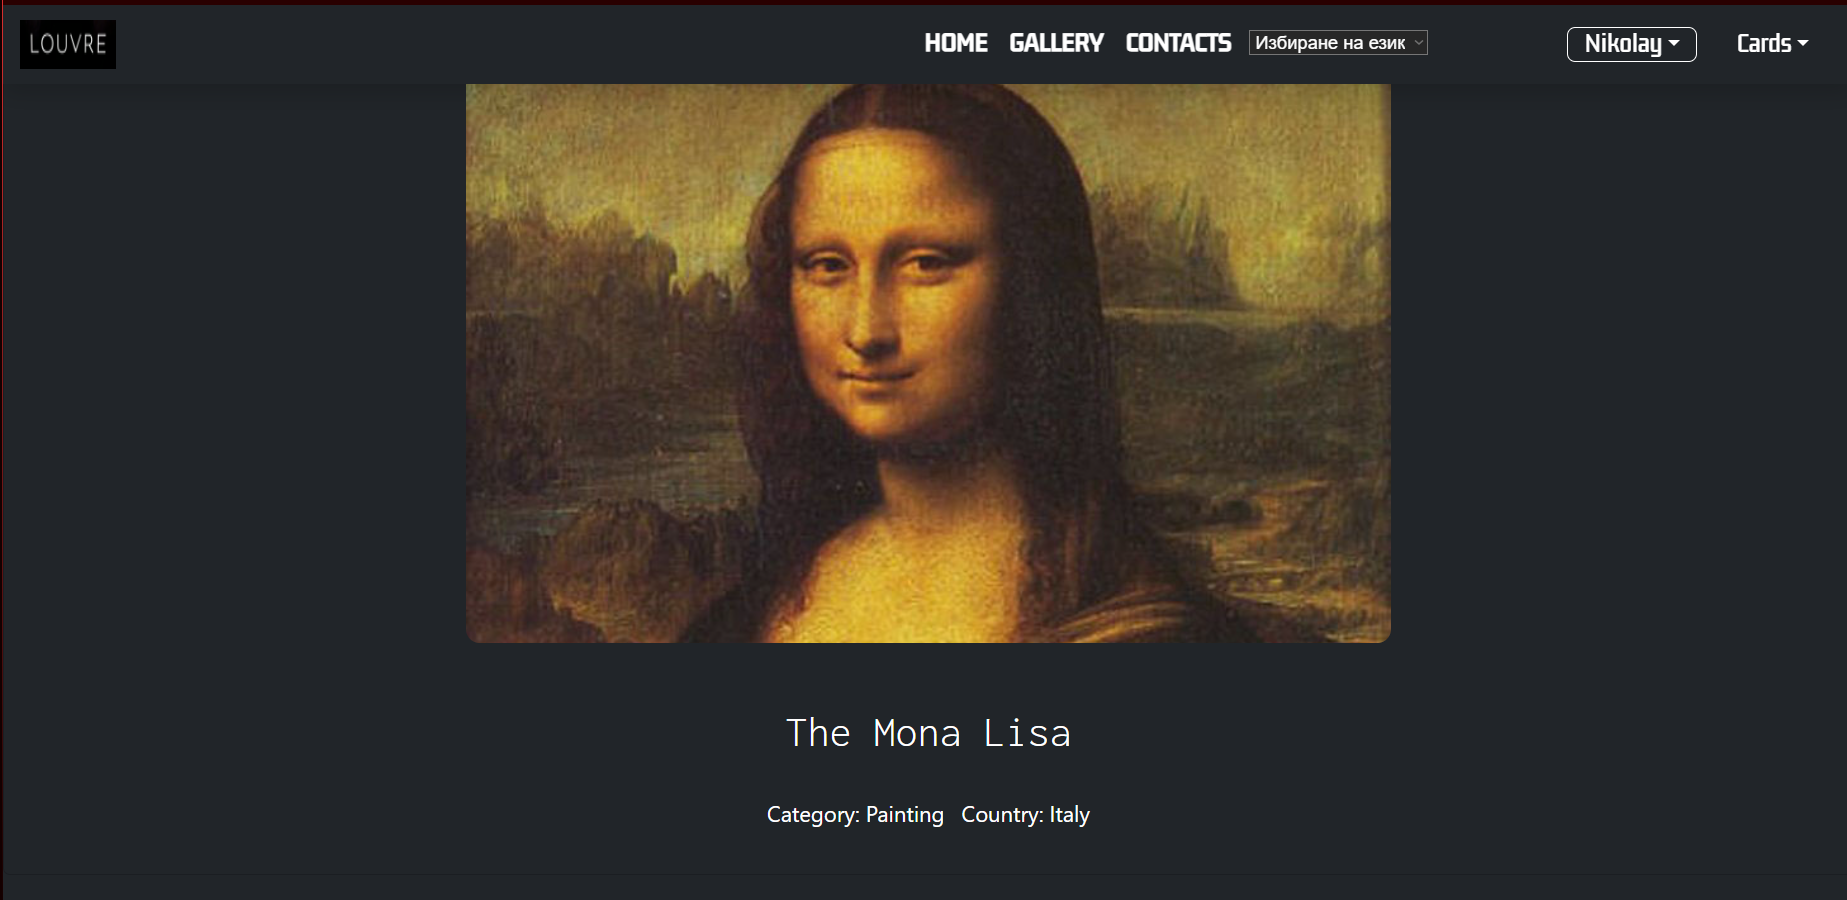 LOUVRE
HOME GALLERY CONTACTS Избиране на език Nikolay Cards
The Mona Lisa
Category: Painting Country: Italy